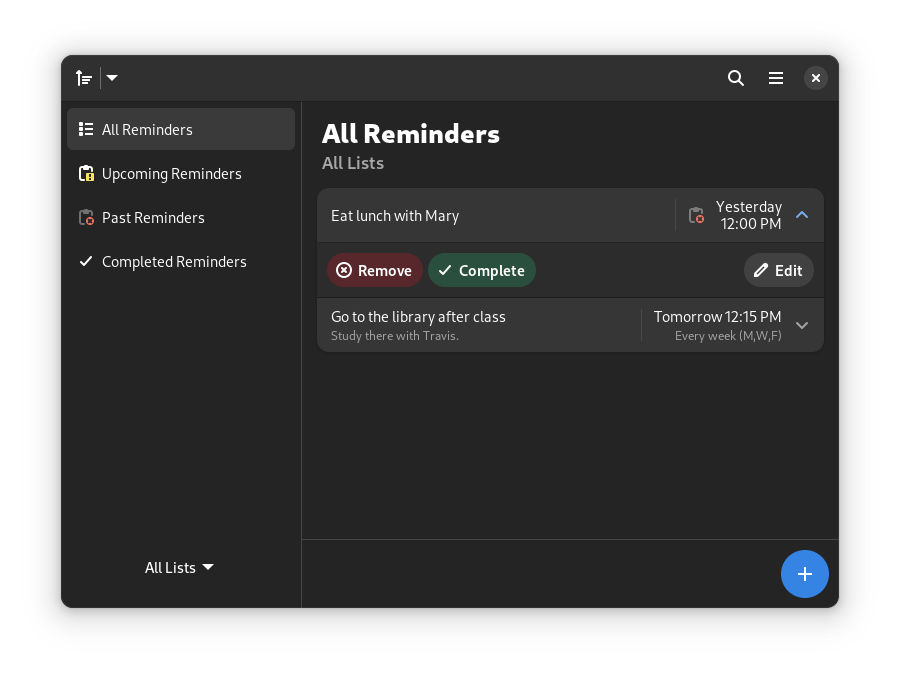 All Reminders
Upcoming Reminders
Past Reminders
Completed Reminders
All Lists
All Reminders
All Lists
Eat lunch with Mary
Yesterday
12:00 PM
Remove
Complete
Edit
Go to the library after class
Study there with Travis.
Tomorrow 12:15 PM
Every week (M,W,F)